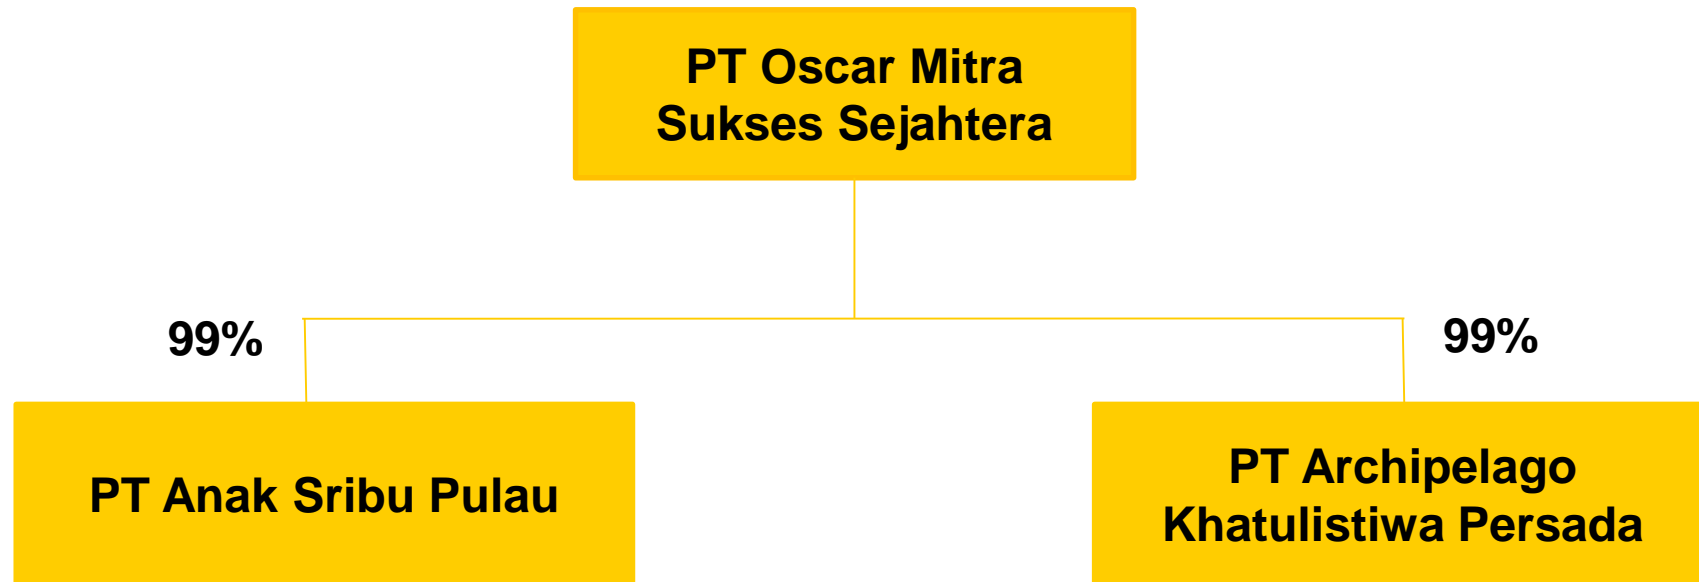 PT Oscar Mitra
Sukses Sejahtera
99%
99%
PT Anak Sribu Pulau
PT Archipelago
Khatulistiwa Persada